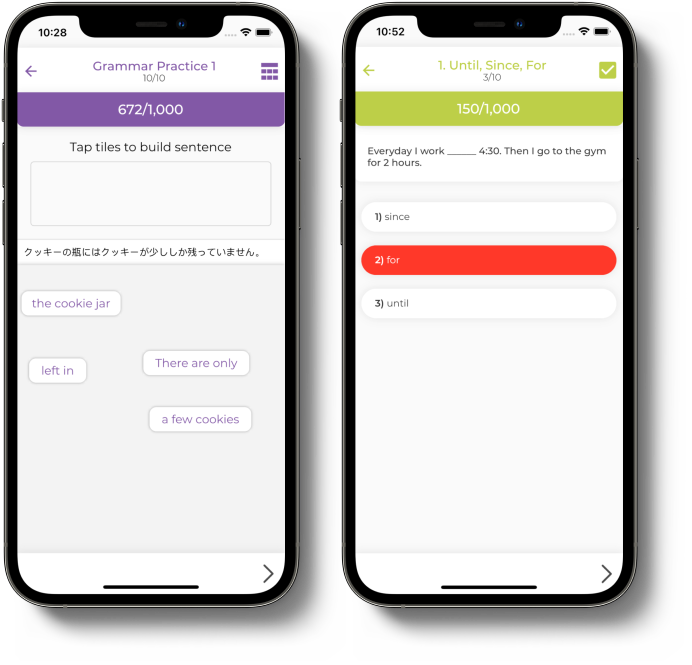 10:28
Grammar Practice 1
10/10
672/1,000
Tap tiles to build sentence
クッキーの瓶にはクッキーが少ししか残っていません。
the cookie jar
There are only
left in
a few cookies
10:52
1. Until, Since, For
3/10
150/1,000
Everyday I work ______ 4:30. Then I go to the gym
for 2 hours.
1) since
2) for
3) until